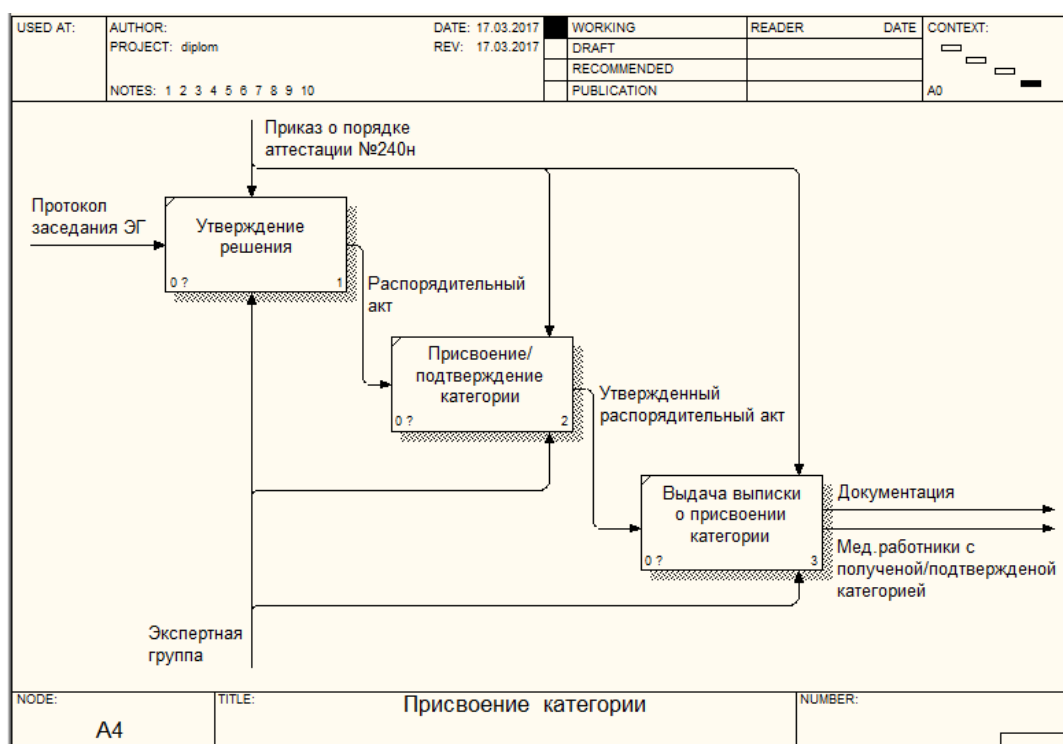 USED AT:
AUTHOR:
DATE: 17.03.2017
WORKING
READER
DATE
CONTEXT:
PROJECT: diplom
REV: 17.03.2017
DRAFT
RECOMMENDED
NOTES: 1 2 3 4 5 6 7 8 9 10
PUBLICATION
A0
Приказ о порядке
аттестации №240н
Протокол
заседания ЭГ
Утверждение
решения
0 ?
1
Распорядительный
акт
Присвоение/
подтверждение
категории
0 ?
2
Утвержденный
распорядительный акт
Выдача выписки
о присвоении
категории
0 ?
3
Документация
Мед.работники с
полученой/подтвержденой
категорией
Экспертная
группа
NODE:
A4
TITLE:
Присвоение категории
NUMBER: